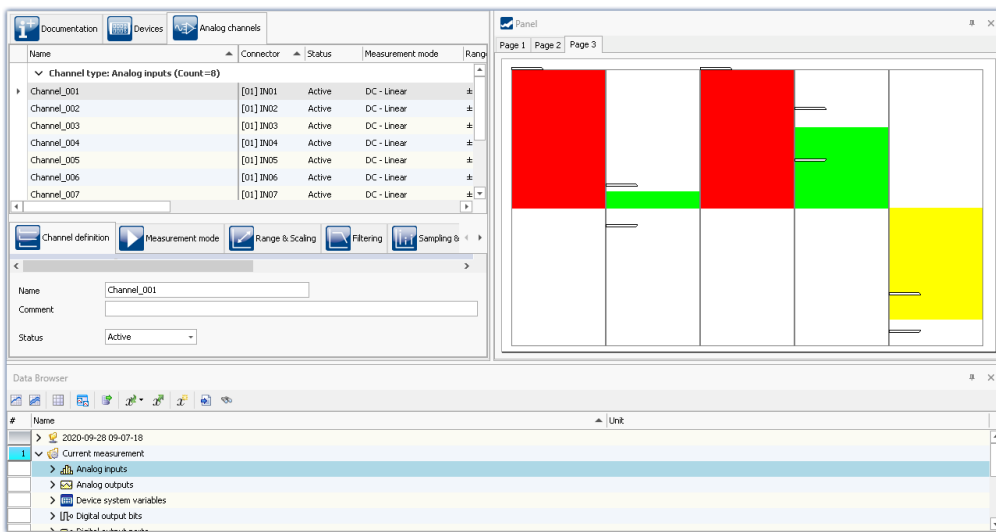 Documentation Devices Analog channels
Name Connector Status Measurement mode Rang
Channel type: Analog inputs (Count=8)
Channel_001 [01] IN01 Active DC - Linear ±
Channel_002 [01] IN02 Active DC - Linear ±
Channel_003 [01] IN03 Active DC - Linear ±
Channel_004 [01] IN04 Active DC - Linear ±
Channel_005 [01] IN05 Active DC - Linear ±
Channel_006 [01] IN06 Active DC - Linear ±
Channel_007 [01] IN07 Active DC - Linear ±
Channel definition Measurement mode Range & Scaling Filtering Sampling &
Name Channel_001
Comment
Status Active
Panel
Page 1 Page 2 Page 3
Data Browser
# Name Unit
2020-09-28 09-07-18
1 Current measurement
Analog inputs
Analog outputs
Device system variables
Digital output bits
Digital output ports